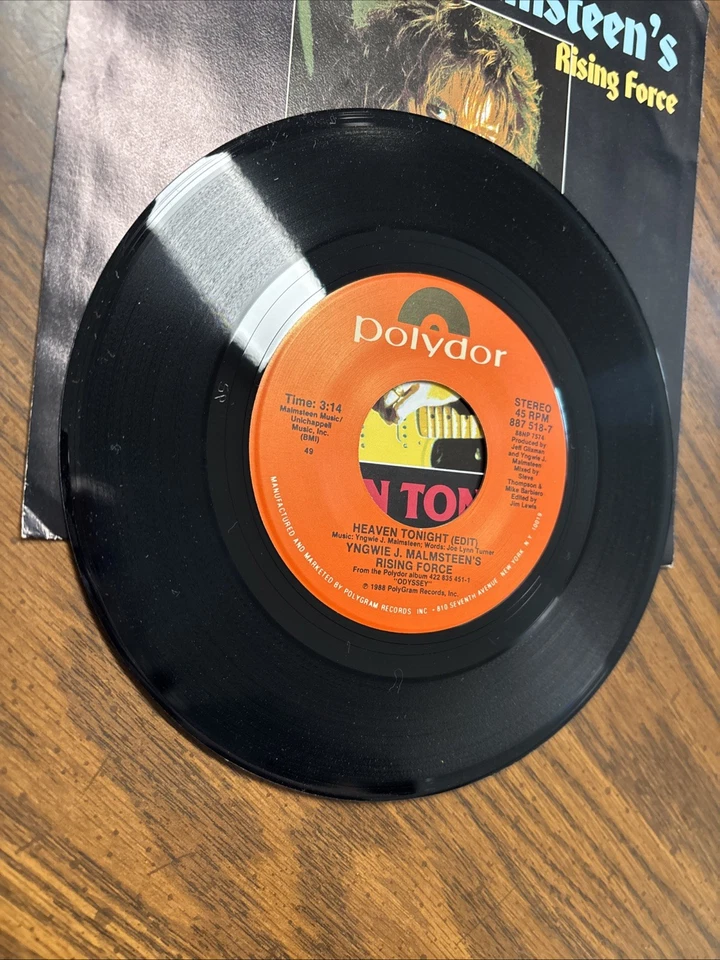 lmsteen's
Rising Force
polydor
Time: 3:14
Malmsteen Music/
Unichappell
Music, Inc.
(BMI)
49
STEREO
45 RPM
887 518-7
88NP 1574
Produced by
Jeff Glixman
and Yngwie J.
Malmsteen
Mixed by
Steve
Thompson &
Mike Barbiero
Edited by
Jim Lewis
N TON
HEAVEN TONIGHT (EDIT)
Music: Yngwie J. Malmsteen; Words: Joe Lynn Turner
YNGWIE J. MALMSTEEN'S
RISING FORCE
From the Polydor album 422 835 451-1
"ODYSSEY"
℗ 1988 PolyGram Records, Inc.
MANUFACTURED AND MARKETED BY POLYGRAM RECORDS INC • 810 SEVENTH AVENUE NEW YORK N.Y. 10019